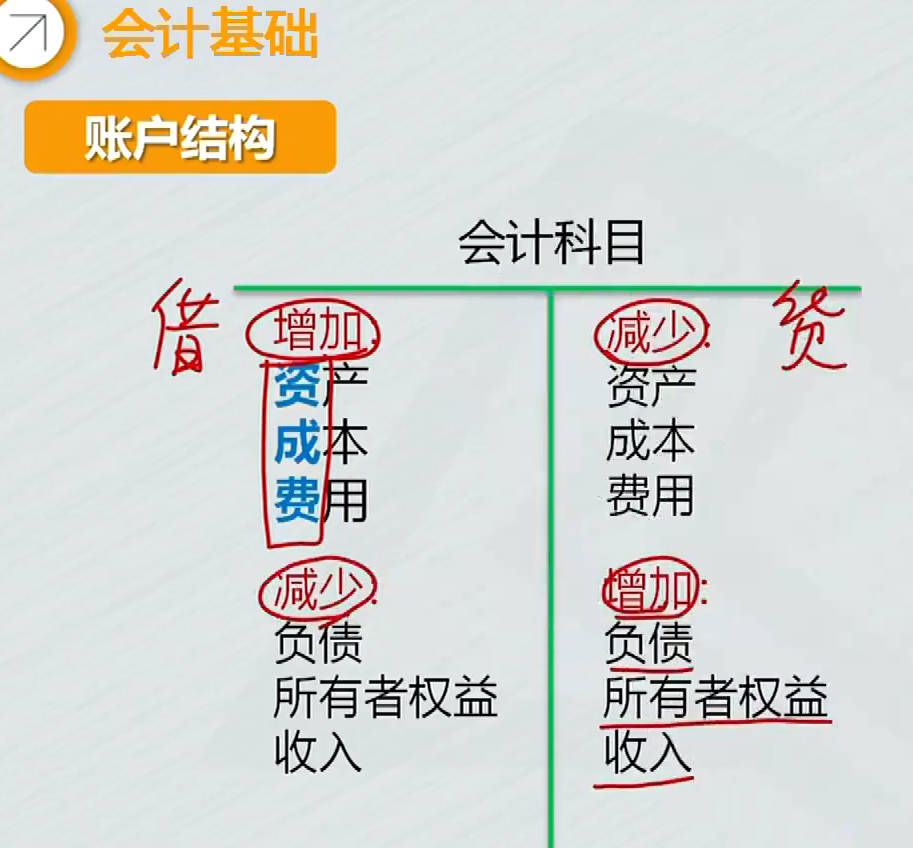 会计基础
账户结构
会计科目
借
增加:
资产
成本
费用
减少:
负债
所有者权益
收入
贷
减少:
资产
成本
费用
增加:
负债
所有者权益
收入